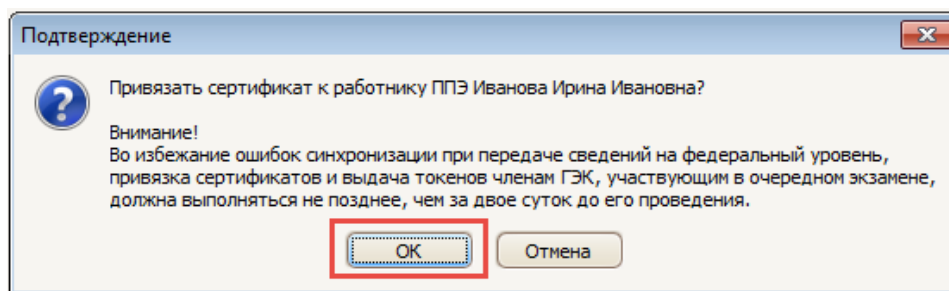 Подтверждение
Привязать сертификат к работнику ППЭ Иванова Ирина Ивановна?
Внимание!
Во избежание ошибок синхронизации при передаче сведений на федеральный уровень,
привязка сертификатов и выдача токенов членам ГЭК, участвующим в очередном экзамене,
должна выполняться не позднее, чем за двое суток до его проведения.
ОК
Отмена